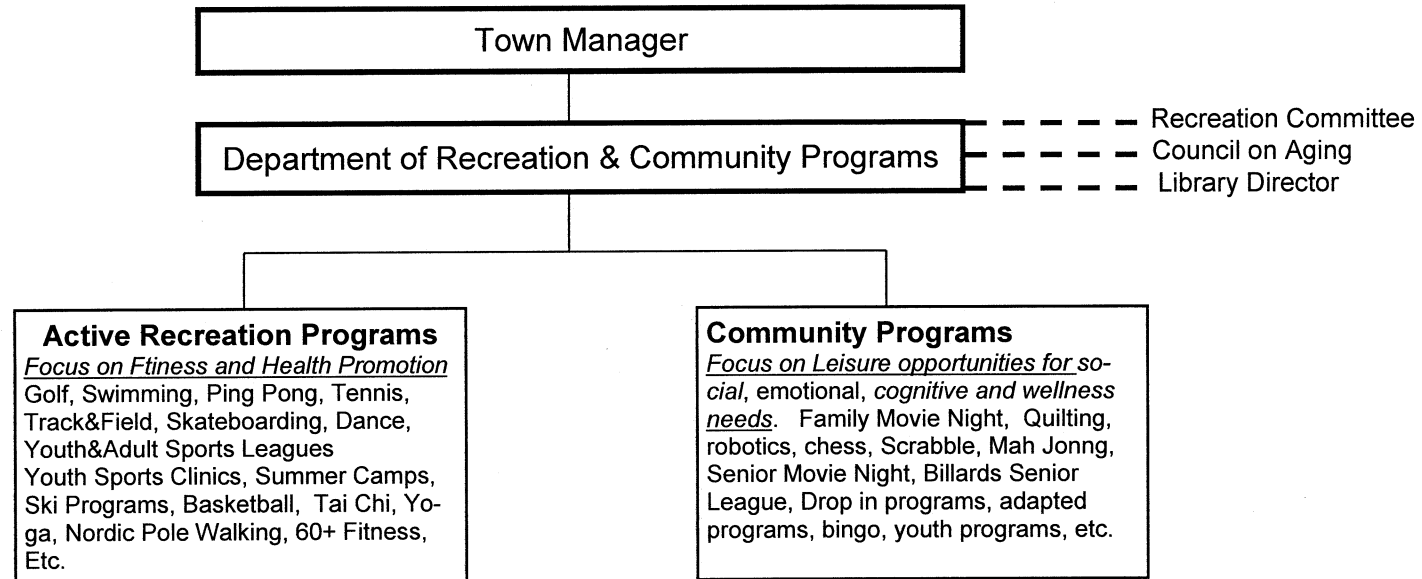 Town Manager
Department of Recreation & Community Programs
Recreation Committee
Council on Aging
Library Director
Active Recreation Programs
Focus on Ftiness and Health Promotion
Golf, Swimming, Ping Pong, Tennis,
Track&Field, Skateboarding, Dance,
Youth&Adult Sports Leagues
Youth Sports Clinics, Summer Camps,
Ski Programs, Basketball, Tai Chi, Yo-
ga, Nordic Pole Walking, 60+ Fitness,
Etc.
Community Programs
Focus on Leisure opportunities for so-
cial, emotional, cognitive and wellness
needs. Family Movie Night, Quilting,
robotics, chess, Scrabble, Mah Jonng,
Senior Movie Night, Billards Senior
League, Drop in programs, adapted
programs, bingo, youth programs, etc.